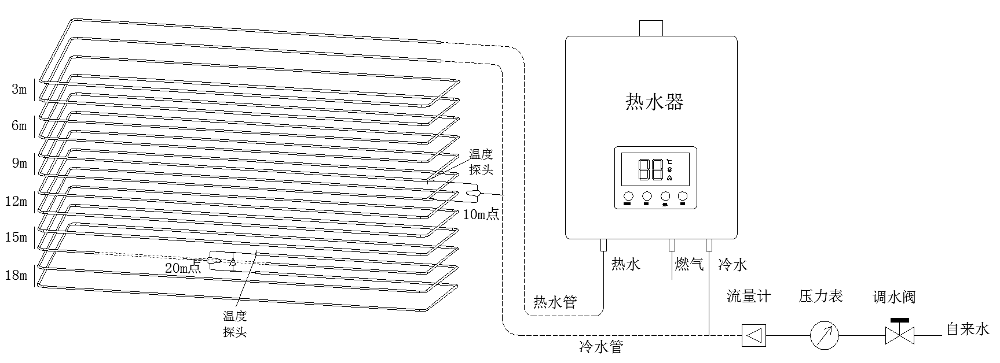 3m
6m
9m
12m
15m
18m
温度
探头
10m点
20m点
温度
探头
热水器
热水
燃气
冷水
热水管
冷水管
流量计
压力表
调水阀
自来水